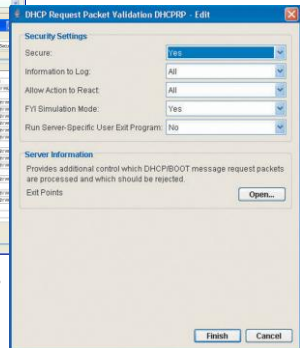 DHCP Request Packet Validation DHCPRP - Edit
Security Settings
Secure: Yes
Information to Log: All
Allow Action to React: All
FYI Simulation Mode: Yes
Run Server-Specific User Exit Program: No
Server Information
Provides additional control which DHCP/BOOT message request packets
are processed and which should be rejected.
Exit Points Open...
Finish Cancel